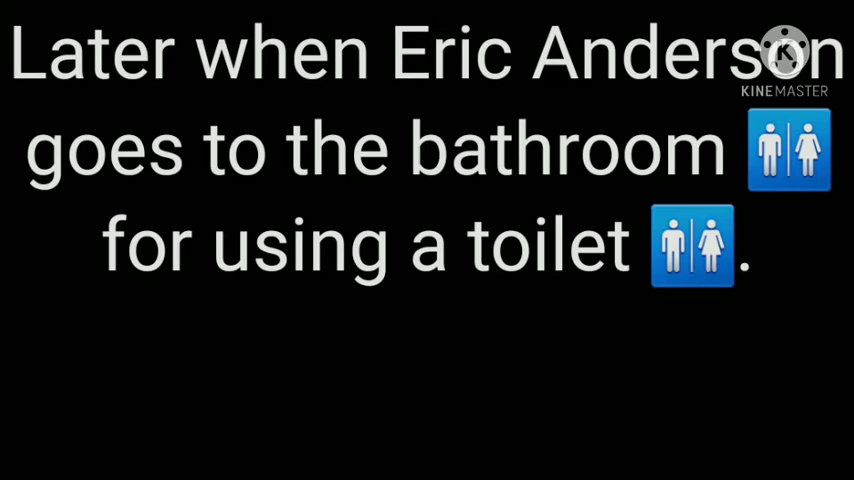 Later when Eric Anderson
KINEMASTER
goes to the bathroom 🚻
for using a toilet 🚻.